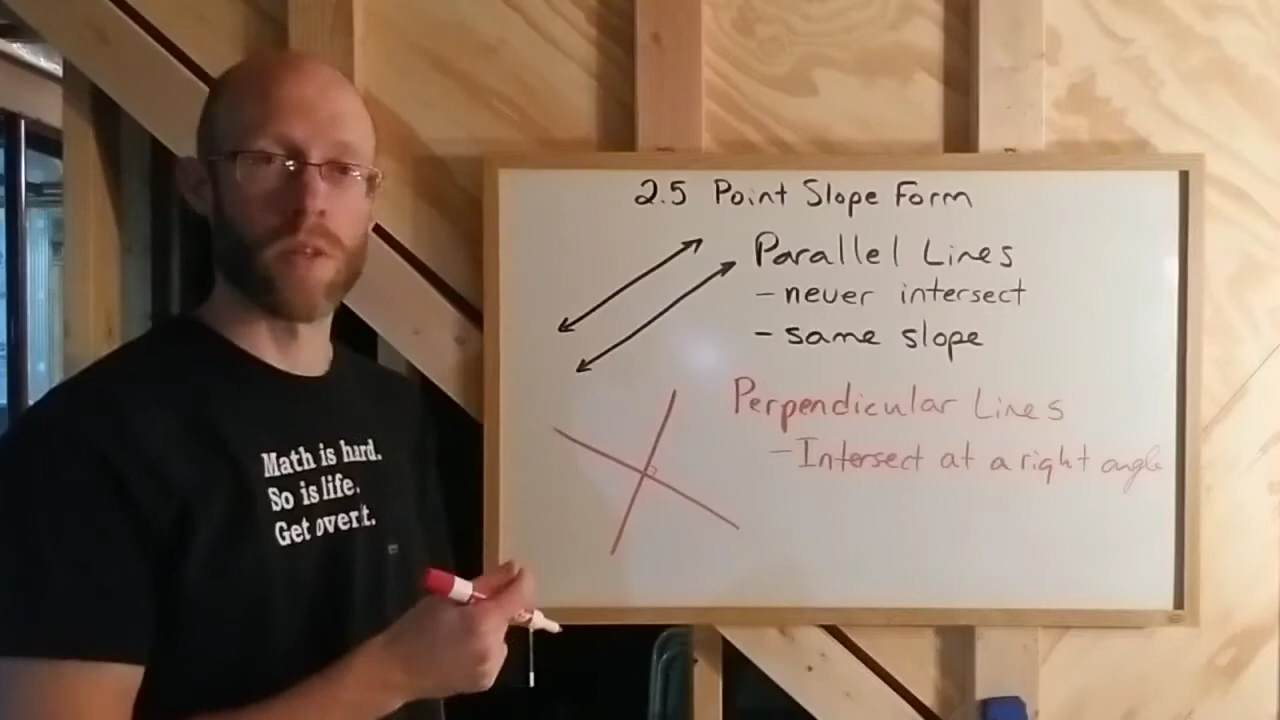 2.5 Point Slope Form
Parallel Lines
- never intersect
- same slope
Perpendicular Lines
- Intersect at a right angle
Math is hard.
So is life.
Get over it.